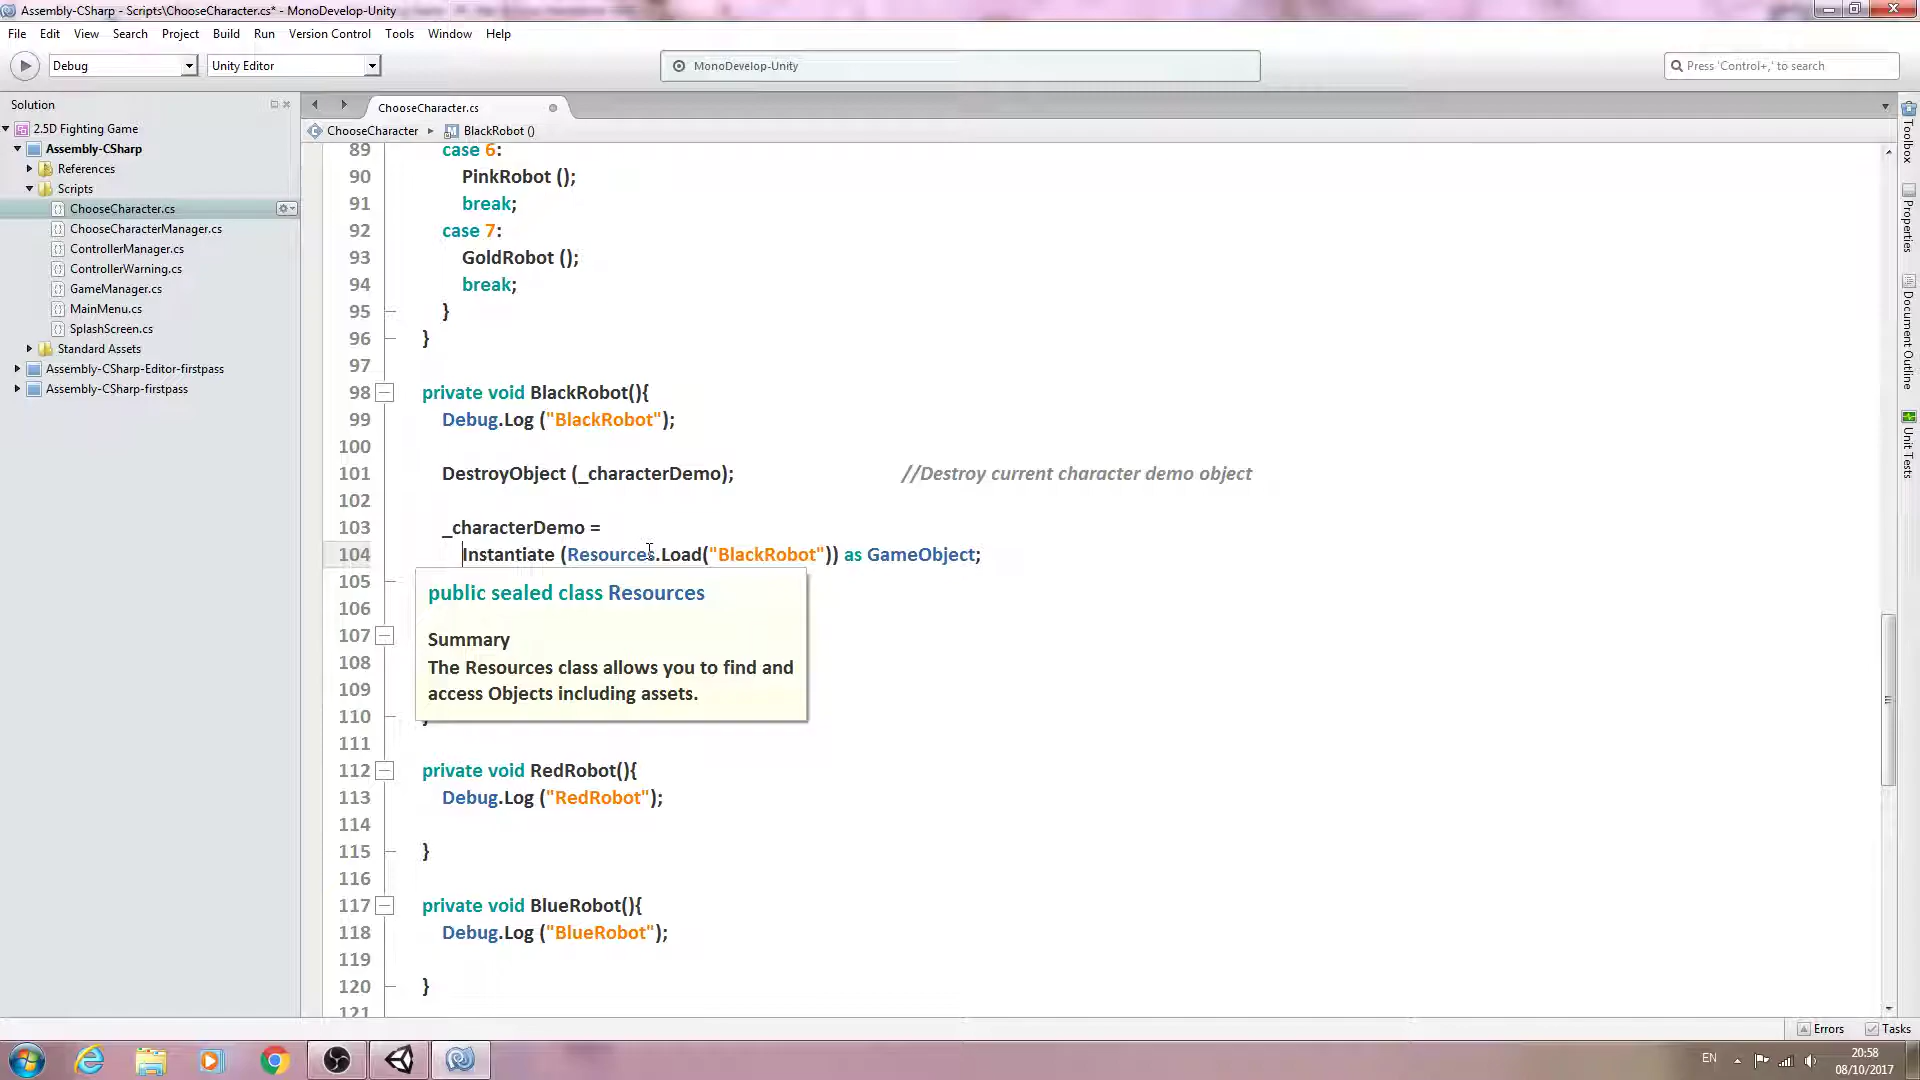 Assembly-CSharp - Scripts\ChooseCharacter.cs* - MonoDevelop-Unity
File Edit View Search Project Build Run Version Control Tools Window Help
Debug Unity Editor MonoDevelop-Unity Press 'Control+,' to search
Solution
2.5D Fighting Game
Assembly-CSharp
References
Scripts
ChooseCharacter.cs
ChooseCharacterManager.cs
ControllerManager.cs
ControllerWarning.cs
GameManager.cs
MainMenu.cs
SplashScreen.cs
Standard Assets
Assembly-CSharp-Editor-firstpass
Assembly-CSharp-firstpass
ChooseCharacter.cs
ChooseCharacter BlackRobot ()
89 case 6:
90 PinkRobot ();
91 break;
92 case 7:
93 GoldRobot ();
94 break;
95 }
96 }
97
98 private void BlackRobot(){
99 Debug.Log ("BlackRobot");
100
101 DestroyObject (_characterDemo); //Destroy current character demo object
102
103 _characterDemo =
104 Instantiate (Resources.Load("BlackRobot")) as GameObject;
105
106
107
108
109
110
111
112 private void RedRobot(){
113 Debug.Log ("RedRobot");
114
115 }
116
117 private void BlueRobot(){
118 Debug.Log ("BlueRobot");
119
120 }
121
public sealed class Resources
Summary
The Resources class allows you to find and
access Objects including assets.
Toolbox
Properties
Document Outline
Unit Tests
Errors Tasks
EN
20:58
08/10/2017